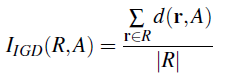 I_{IGD}(R,A) = \frac{\sum_{\mathbf{r} \in R} d(\mathbf{r},A)}{|R|}